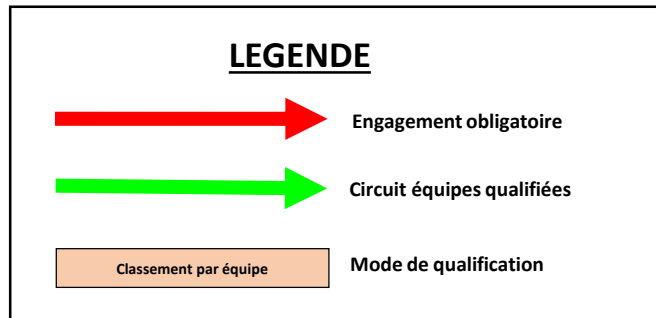 LEGENDE
Engagement obligatoire
Circuit équipes qualifiées
Classement par équipe
Mode de qualification